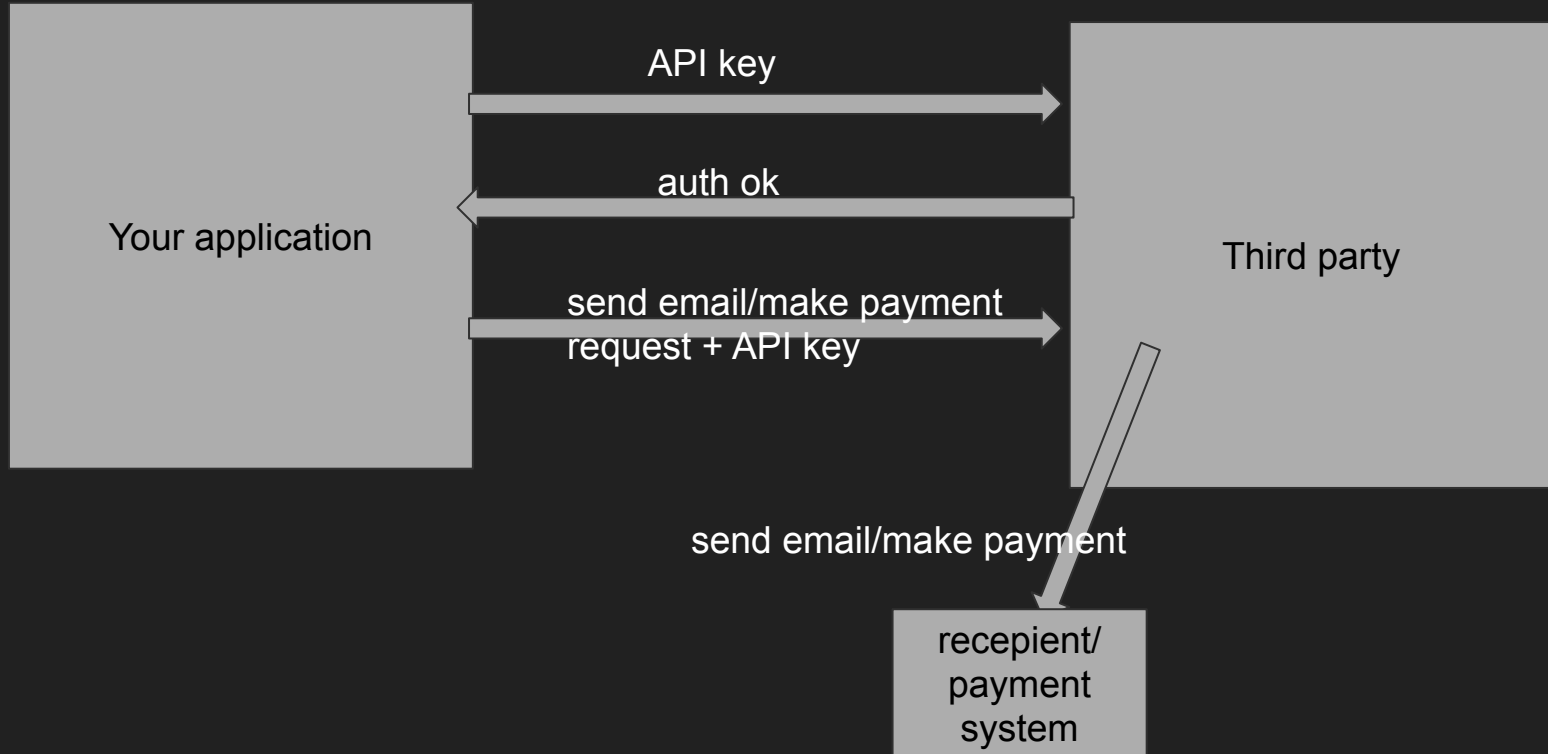 API key
auth ok
Your application
Third party
send email/make payment
request + API key
send email/make payment
recepient/
payment
system